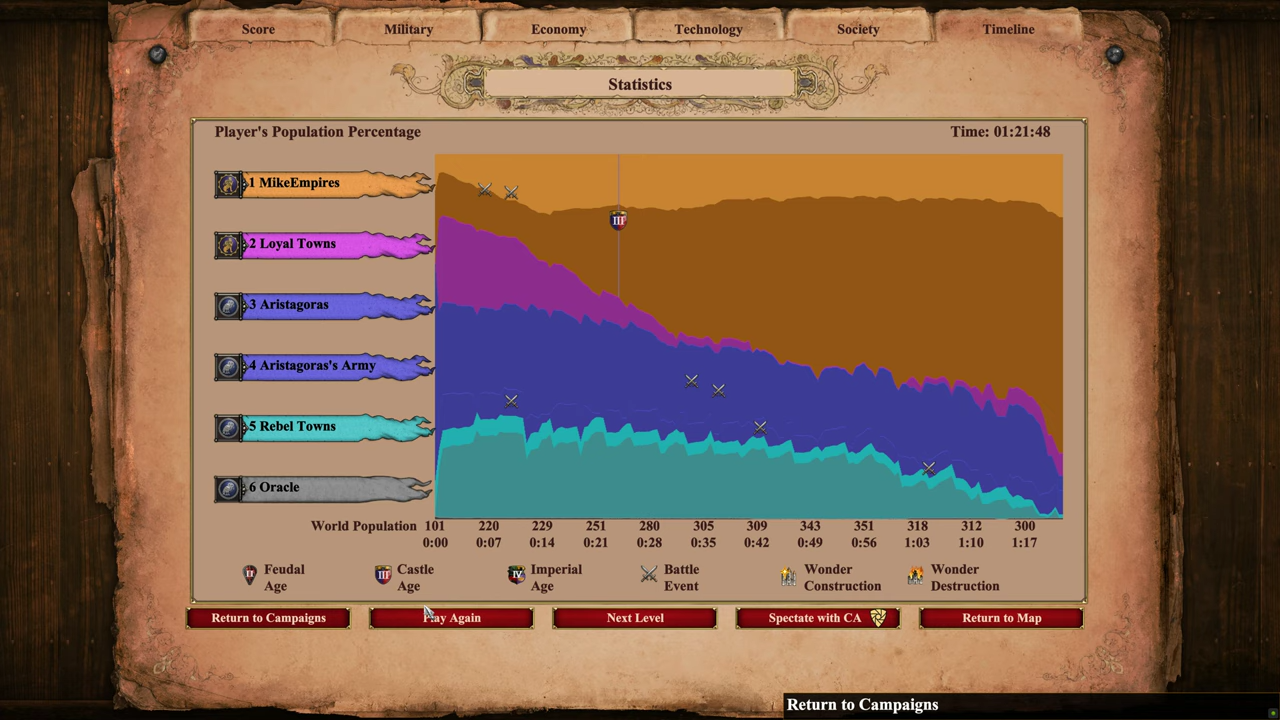 Score
Military
Economy
Technology
Society
Timeline
Statistics
Player's Population Percentage
Time: 01:21:48
1 MikeEmpires
2 Loyal Towns
3 Aristagoras
4 Aristagoras's Army
5 Rebel Towns
6 Oracle
III
World Population 101 220 229 251 280 305 309 343 351 318 312 300
0:00 0:07 0:14 0:21 0:28 0:35 0:42 0:49 0:56 1:03 1:10 1:17
II Feudal
Age
III Castle
Age
IV Imperial
Age
Battle
Event
Wonder
Construction
Wonder
Destruction
Return to Campaigns
Play Again
Next Level
Spectate with CA
Return to Map
Return to Campaigns